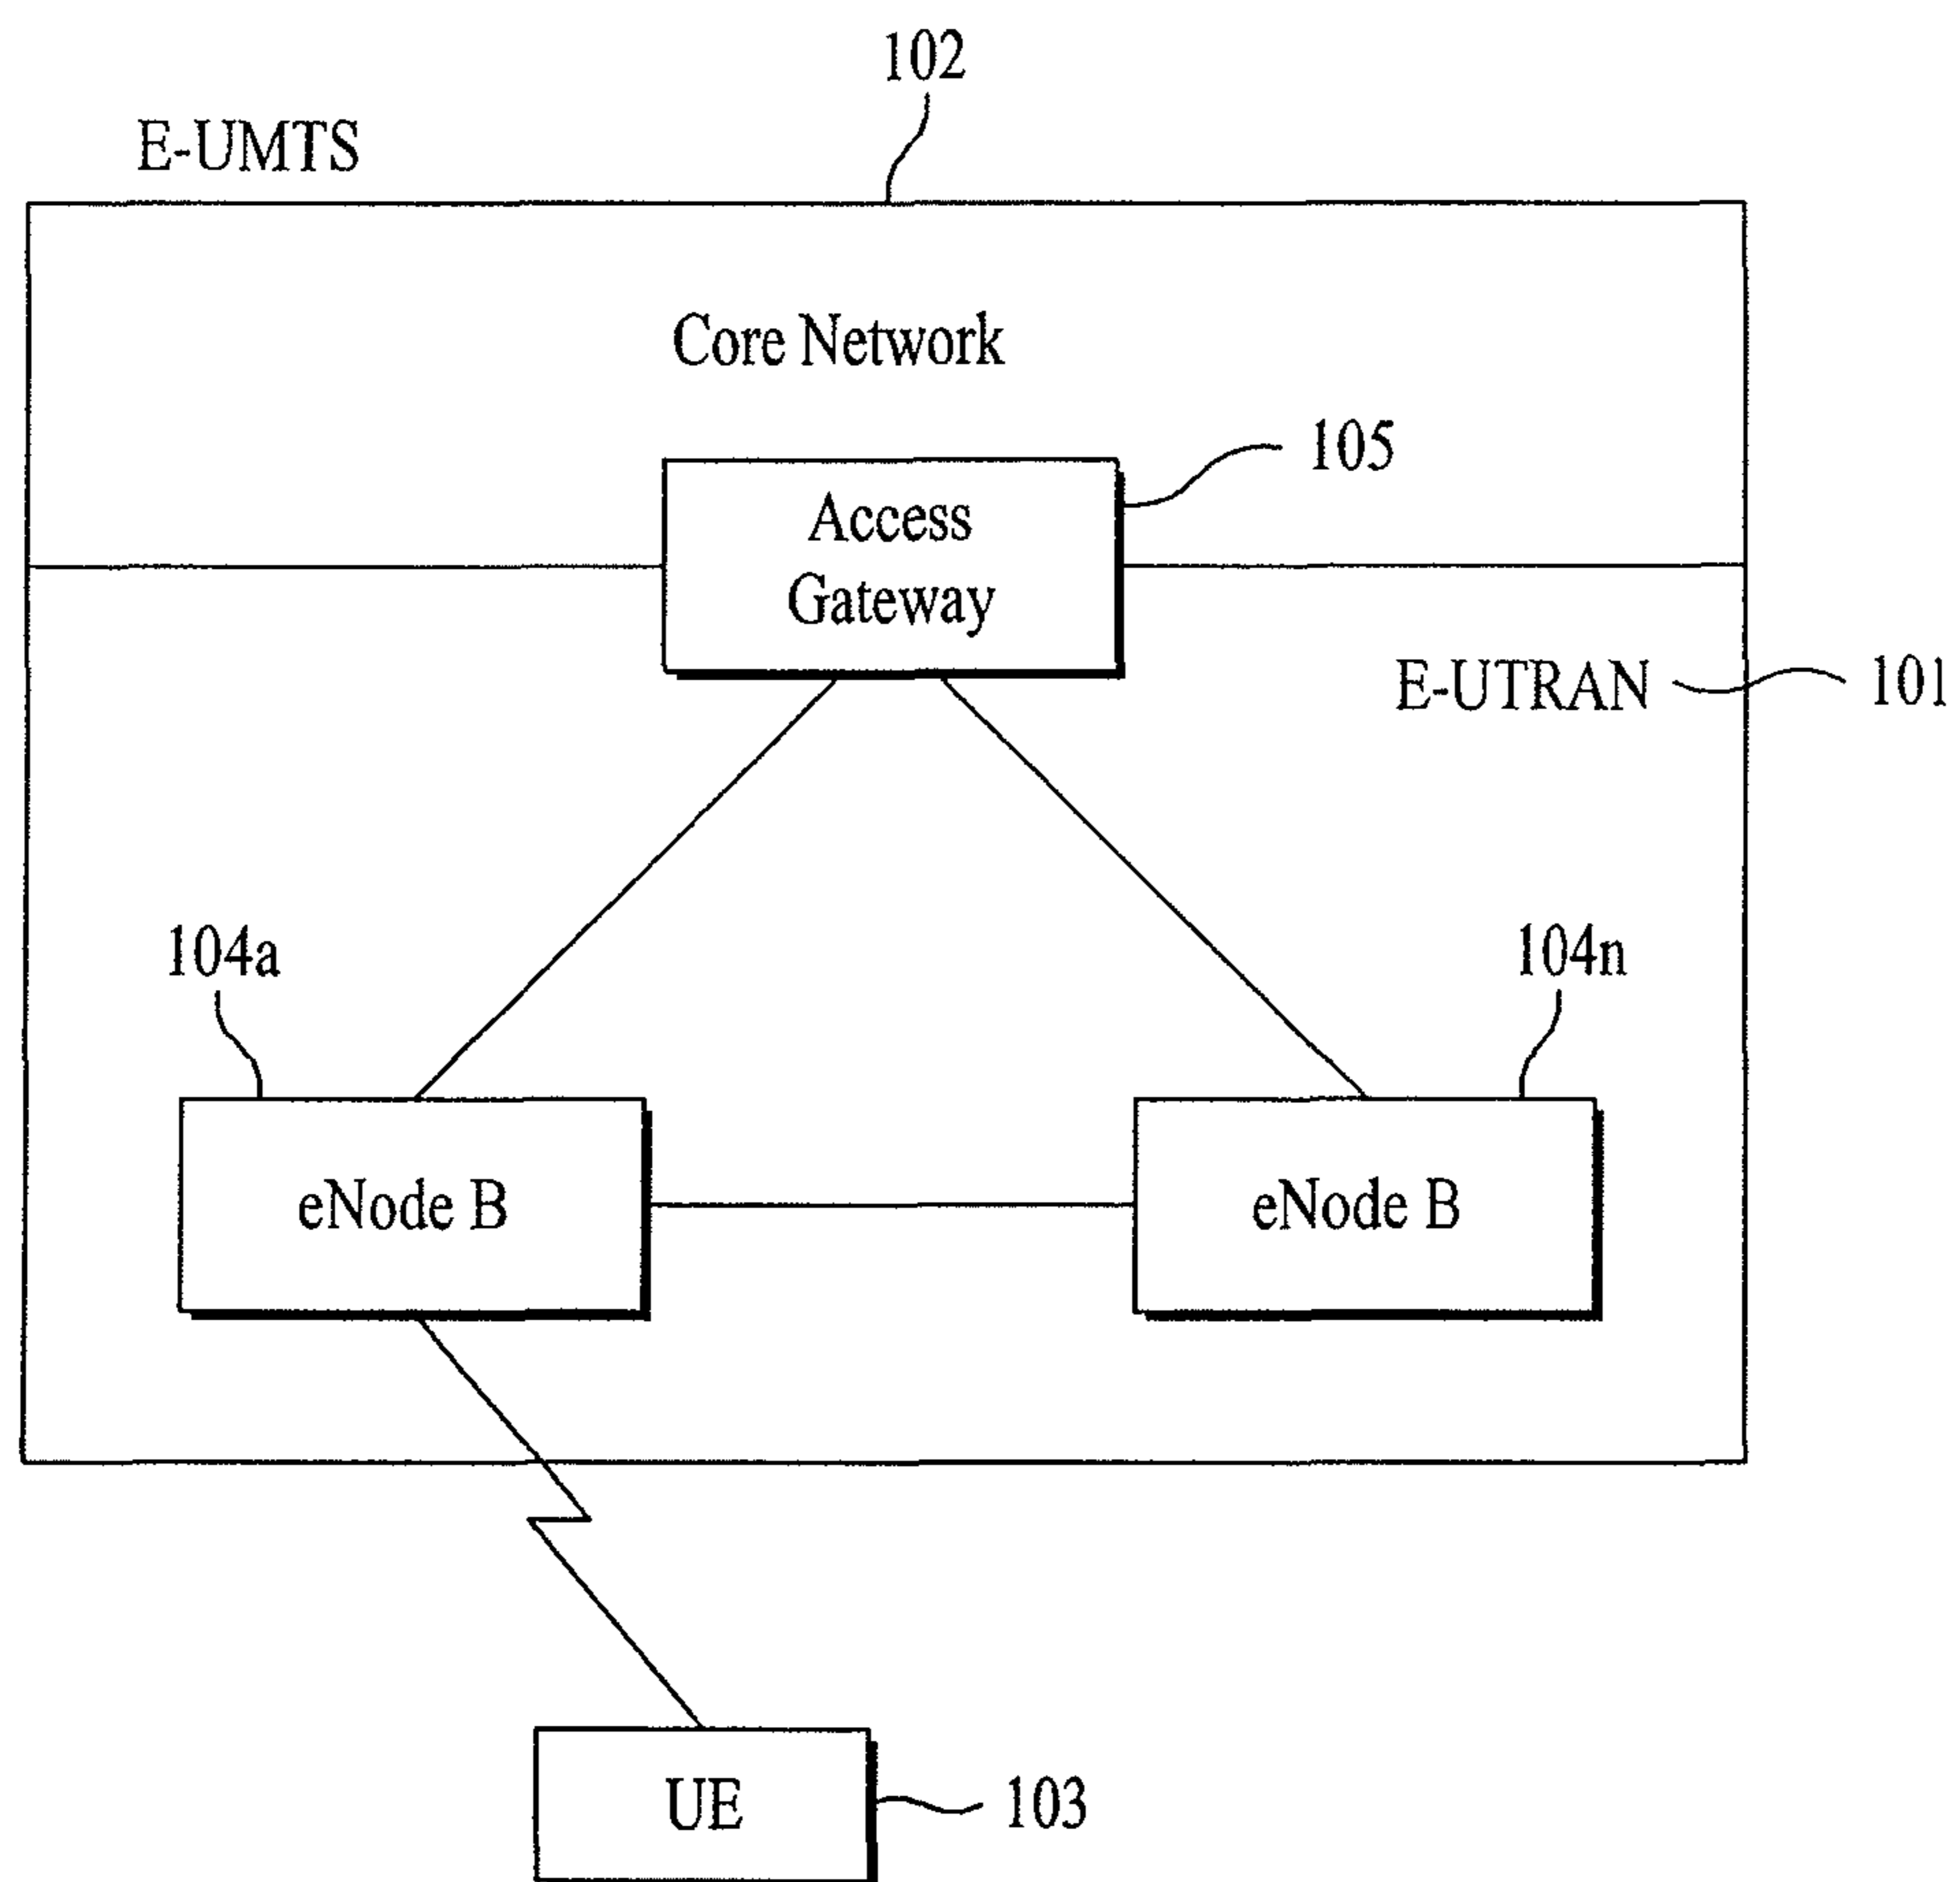 102
E-UMTS
Core Network
105
Access
Gateway
E-UTRAN
101
104a
104n
eNode B
eNode B
UE
103